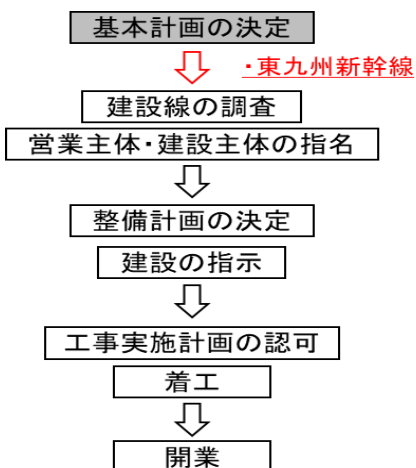 基本計画の決定
・東九州新幹線
建設線の調査
営業主体・建設主体の指名
整備計画の決定
建設の指示
工事実施計画の認可
着工
開業